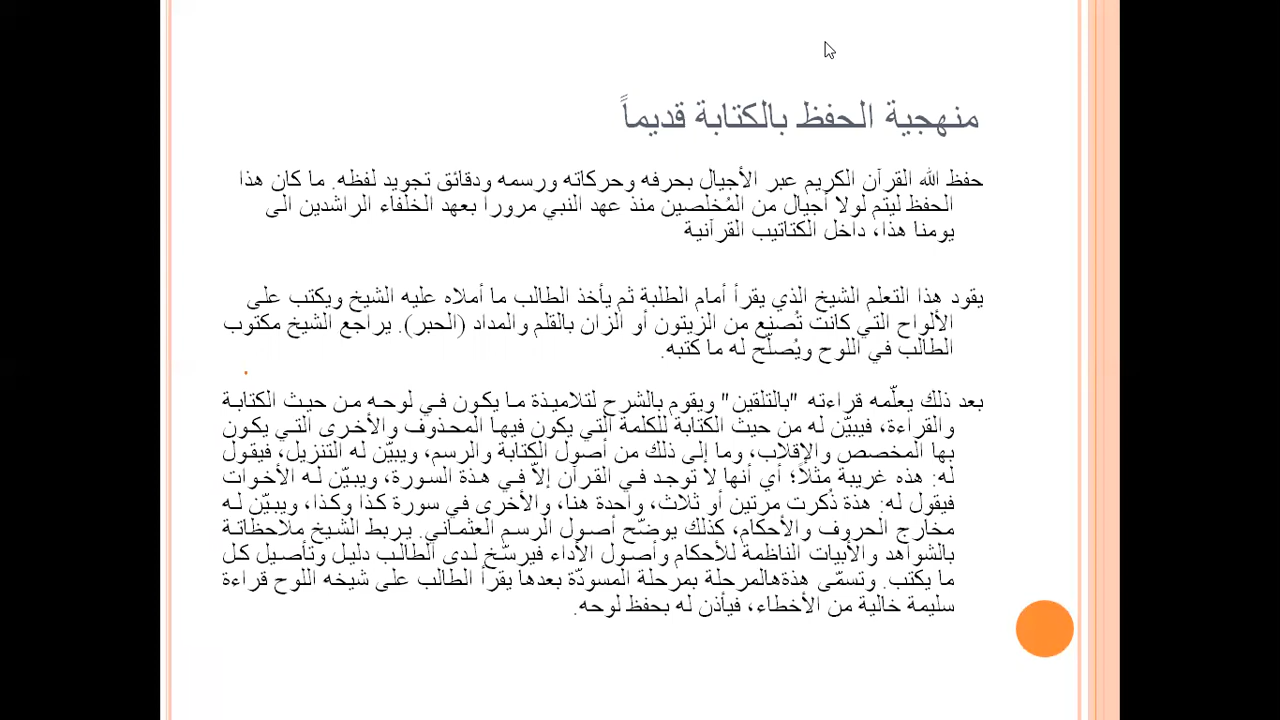 منهجية الحفظ بالكتابة قديماً
حفظ الله القرآن الكريم عبر الأجيال بحرفه وحركاته ورسمه ودقائق تجويد لفظه. ما كان هذا
الحفظ ليتم لولا أجيال من المُخلصين منذ عهد النبي مرورا بعهد الخلفاء الراشدين الى
يومنا هذا، داخل الكتاتيب القرآنية
يقود هذا التعلم الشيخ الذي يقرأ أمام الطلبة ثم يأخذ الطالب ما أملاه عليه الشيخ ويكتب على
الألواح التي كانت تُصنع من الزيتون أو الزان بالقلم والمداد (الحبر). يراجع الشيخ مكتوب
الطالب في اللوح ويُصلّح له ما كتبه.
بعد ذلك يعلّمه قراءته "بالتلقين" ويقوم بالشرح لتلاميذة ما يكون في لوحه من حيث الكتابة
والقراءة، فيبيّن له من حيث الكتابة للكلمة التي يكون فيها المحذوف والأخرى التي يكون
بها المخصص والإقلاب، وما إلى ذلك من أصول الكتابة والرسم، ويبيّن له التنزيل، فيقول
له: هذه غريبة مثلاً؛ أي أنها لا توجد في القرآن إلاّ في هذة السورة، ويبيّن له الأخوات
فيقول له: هذة ذُكرت مرتين أو ثلاث، واحدة هنا، والأخرى في سورة كذا وكذا، ويبيّن له
مخارج الحروف والأحكام، كذلك يوضّح أصول الرسم العثماني. يربط الشيخ ملاحظاتة
بالشواهد والأبيات الناظمة للأحكام وأصول الأداء فيرسّخ لدى الطالب دليل وتأصيل كل
ما يكتب. وتسمّى هذةهالمرحلة بمرحلة المسودّة بعدها يقرأ الطالب على شيخه اللوح قراءة
سليمة خالية من الأخطاء، فيأذن له بحفظ لوحه.